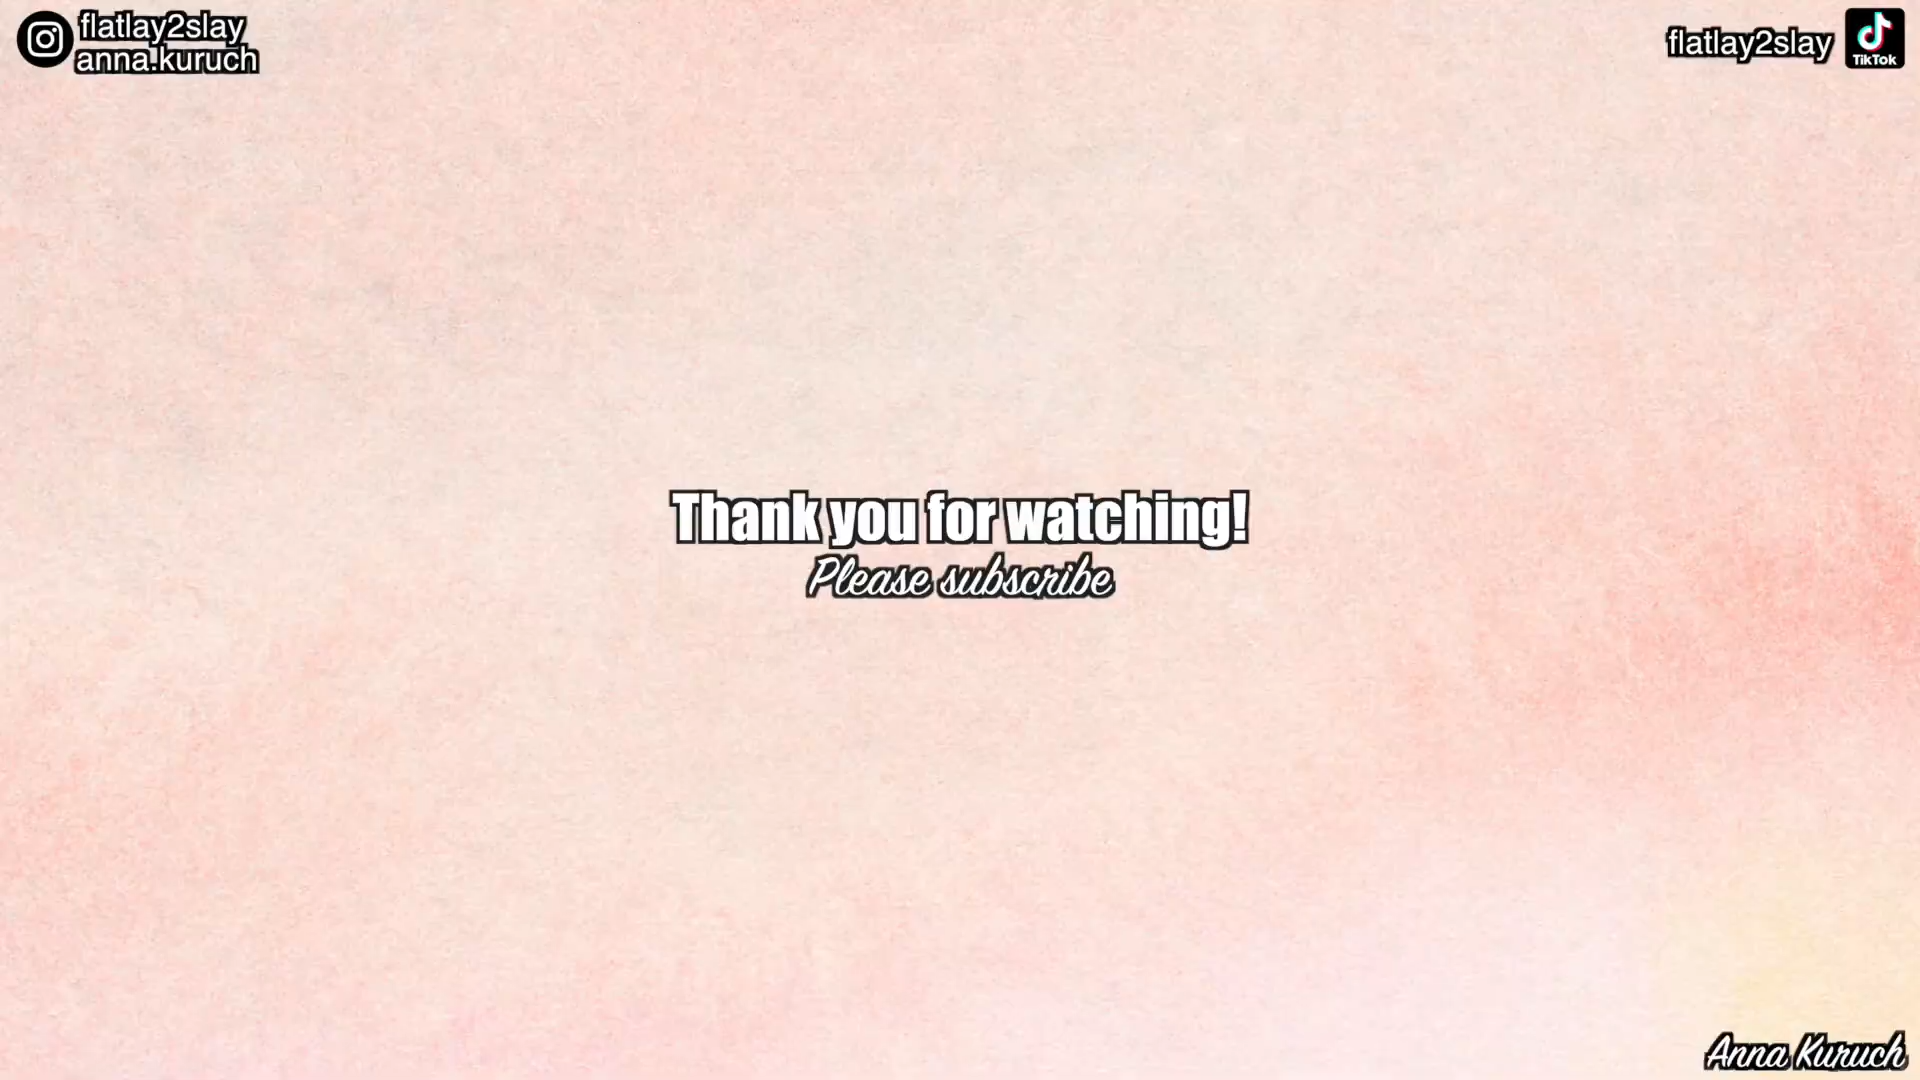 flatlay2slay
anna.kuruch
flatlay2slay
TikTok
Thank you for watching!
Please subscribe
Anna Kuruch